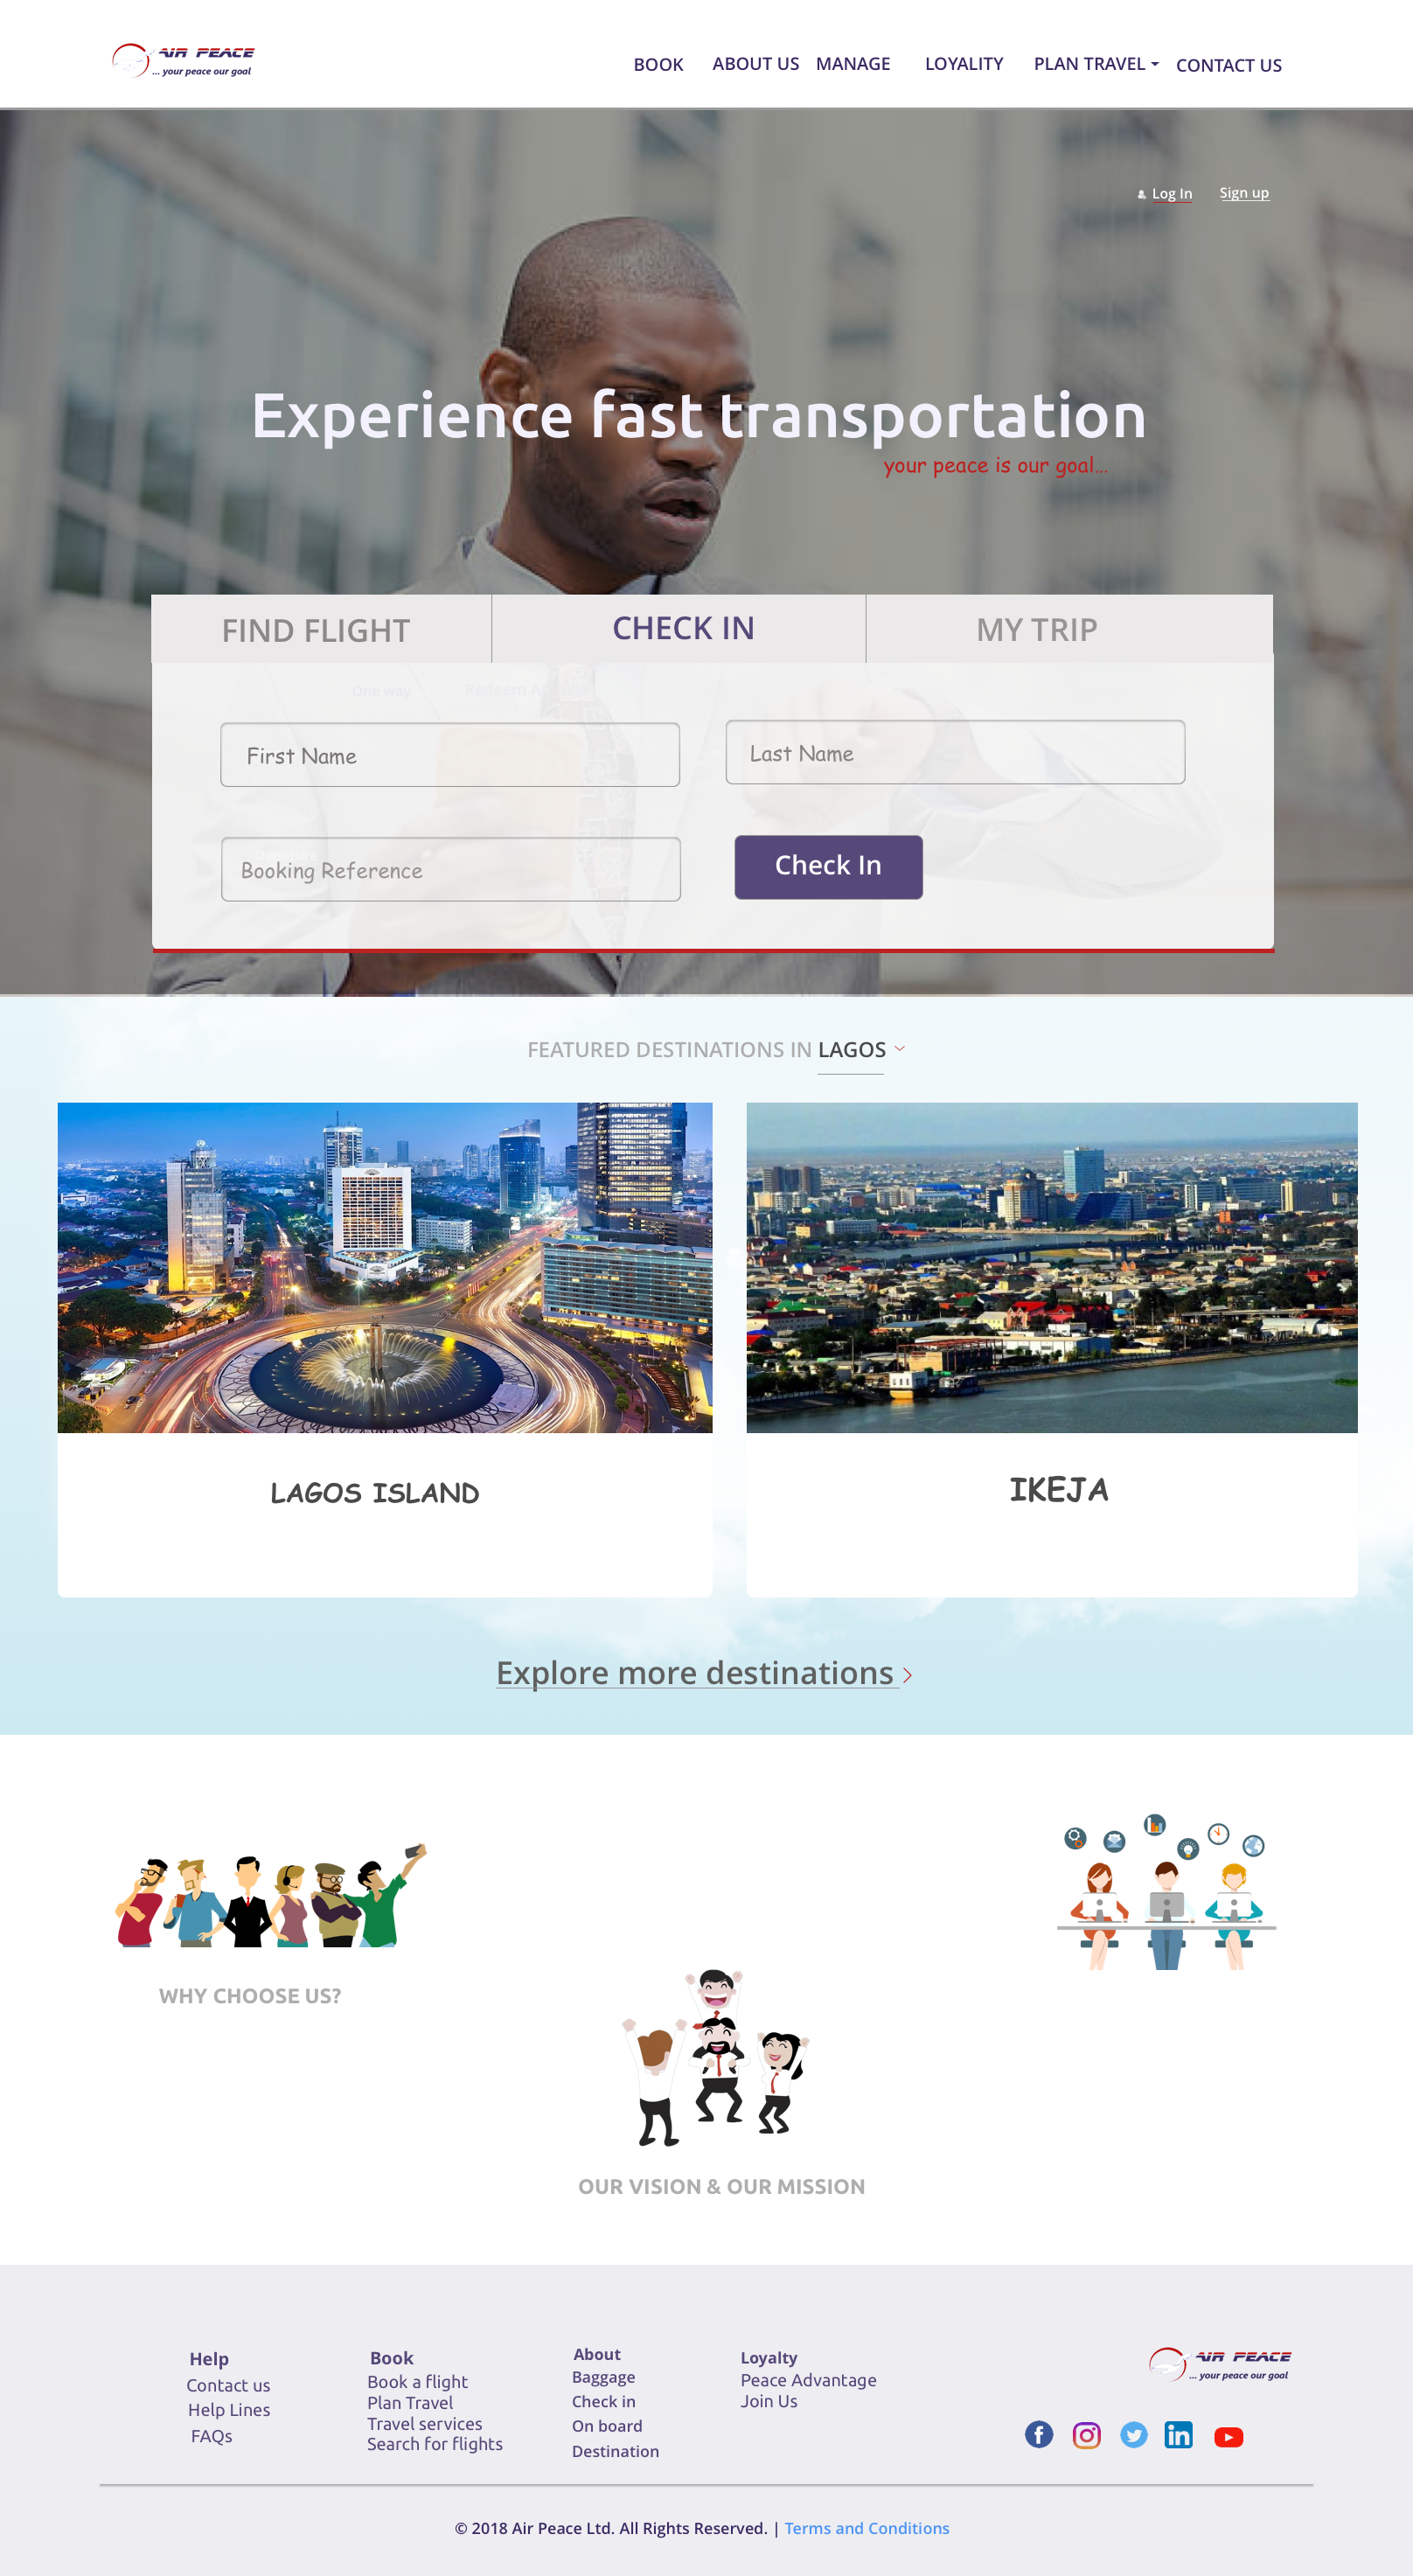 AIR PEACE
... your peace our goal
BOOK ABOUT US MANAGE LOYALITY PLAN TRAVEL CONTACT US
Log In Sign up
Experience fast transportation
your peace is our goal...
FIND FLIGHT CHECK IN MY TRIP
One way Redeem
First Name Last Name
Booking Reference Check In
FEATURED DESTINATIONS IN LAGOS
LAGOS ISLAND IKEJA
Explore more destinations
WHY CHOOSE US?
OUR VISION & OUR MISSION
Help
Contact us
Help Lines
FAQs
Book
Book a flight
Plan Travel
Travel services
Search for flights
About
Baggage
Check in
On board
Destination
Loyalty
Peace Advantage
Join Us
AIR PEACE
... your peace our goal
© 2018 Air Peace Ltd. All Rights Reserved. | Terms and Conditions